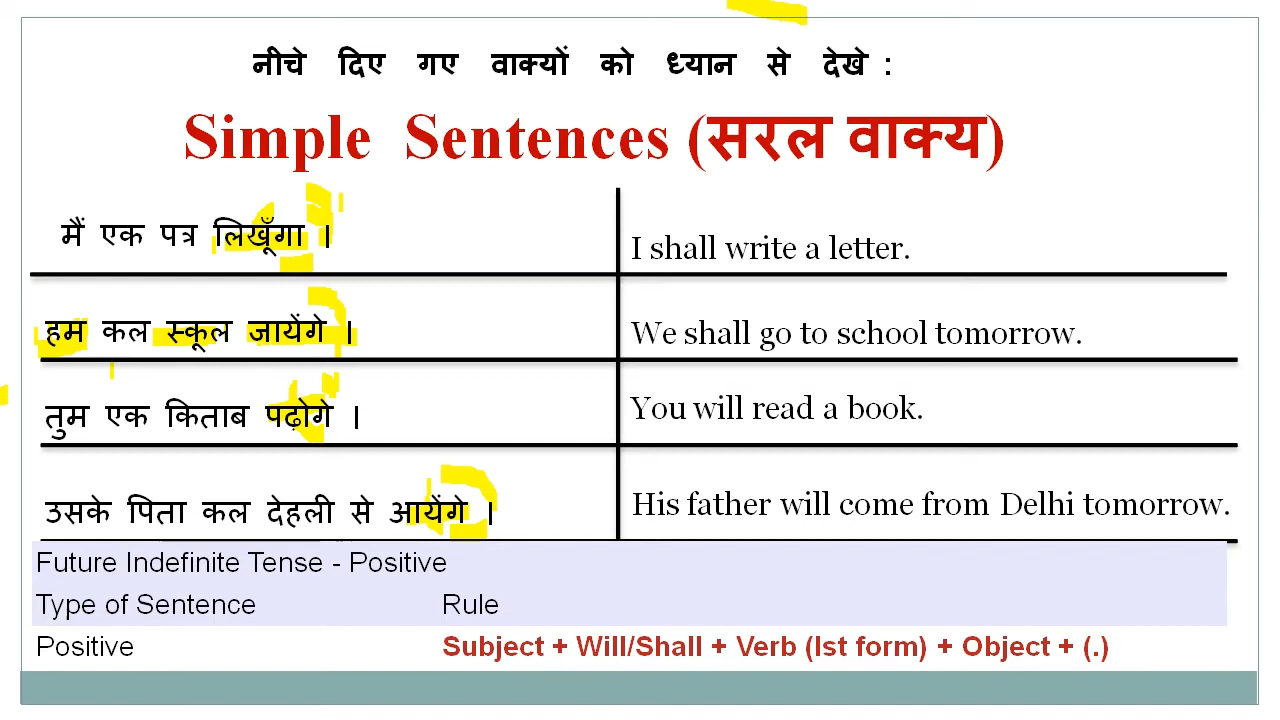 नीचे दिए गए वाक्यों को ध्यान से देखे :
Simple Sentences (सरल वाक्य)
मैं एक पत्र लिखूँगा । I shall write a letter.
हम कल स्कूल जायेंगे । We shall go to school tomorrow.
तुम एक किताब पढ़ोगे । You will read a book.
उसके पिता कल देहली से आयेंगे । His father will come from Delhi tomorrow.
Future Indefinite Tense - Positive
Type of Sentence Rule
Positive Subject + Will/Shall + Verb (Ist form) + Object + (.)